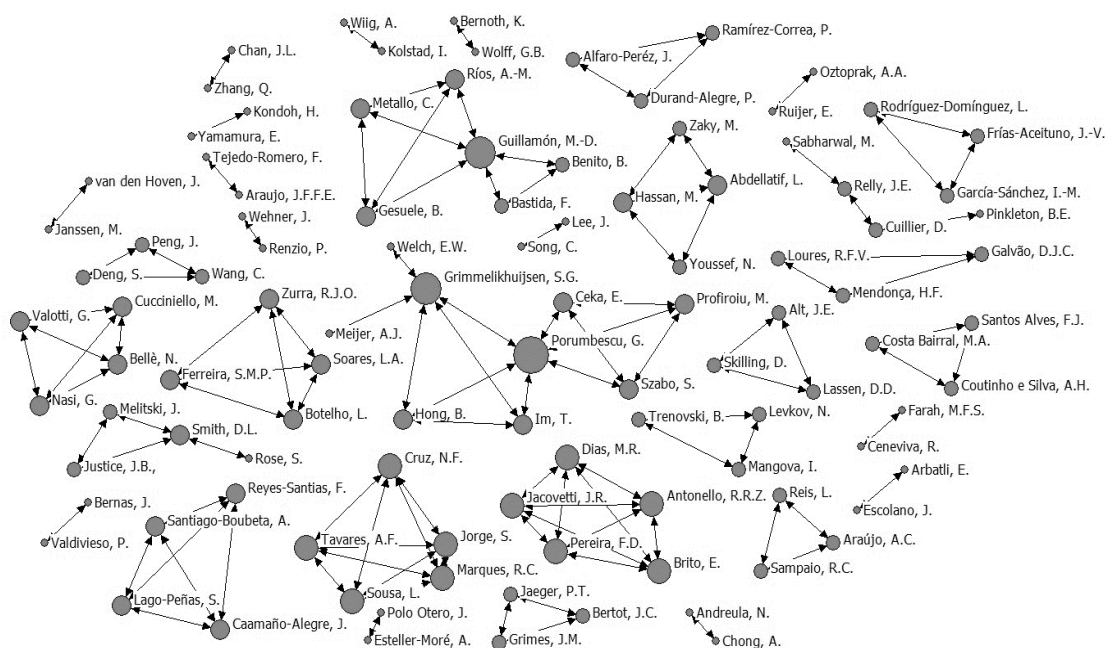 Wiig, A.
Kolstad, I.
Bernoth, K.
Wolff, G.B.
Chan, J.L.
Zhang, Q.
Ríos, A.-M.
Metallo, C.
Guillamón, M.-D.
Benito, B.
Bastida, F.
Gesuele, B.
Alfaro-Peréz, J.
Ramírez-Correa, P.
Durand-Alegre, P.
Oztoprak, A.A.
Ruijer, E.
Rodríguez-Domínguez, L.
Frías-Aceituno, J.-V.
García-Sánchez, I.-M.
Kondoh, H.
Yamamura, E.
Tejedo-Romero, F.
Araujo, J.F.F.E.
Zaky, M.
Abdellatif, L.
Hassan, M.
Youssef, N.
Sabharwal, M.
Relly, J.E.
Cuillier, D.
Pinkleton, B.E.
van den Hoven, J.
Janssen, M.
Wehner, J.
Renzio, P.
Lee, J.
Song, C.
Peng, J.
Deng, S.
Wang, C.
Welch, E.W.
Grimmelikhuijsen, S.G.
Meijer, A.J.
Ceka, E.
Profiroiu, M.
Porumbescu, G.
Szabo, S.
Hong, B.
Im, T.
Loures, R.F.V.
Galvão, D.J.C.
Mendonça, H.F.
Cucciniello, M.
Valotti, G.
Bellè, N.
Nasi, G.
Zurra, R.J.O.
Soares, L.A.
Ferreira, S.M.P.
Botelho, L.
Alt, J.E.
Skilling, D.
Lassen, D.D.
Santos Alves, F.J.
Costa Bairral, M.A.
Coutinho e Silva, A.H.
Melitski, J.
Smith, D.L.
Justice, J.B.,
Rose, S.
Trenovski, B.
Levkov, N.
Mangova, I.
Farah, M.F.S.
Ceneviva, R.
Cruz, N.F.
Tavares, A.F.
Jorge, S.
Marques, R.C.
Sousa, L.
Dias, M.R.
Jacovetti, J.R.
Antonello, R.R.Z.
Pereira, F.D.
Brito, E.
Arbatli, E.
Escolano, J.
Reis, L.
Araújo, A.C.
Sampaio, R.C.
Bernas, J.
Valdivieso, P.
Reyes-Santias, F.
Santiago-Boubeta, A.
Lago-Peñas, S.
Caamaño-Alegre, J.
Polo Otero, J.
Esteller-Moré, A.
Jaeger, P.T.
Bertot, J.C.
Grimes, J.M.
Andreula, N.
Chong, A.